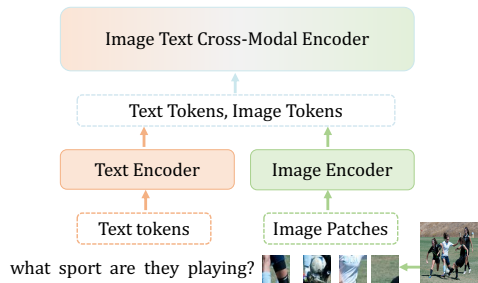 Image Text Cross-Modal Encoder
Text Tokens, Image Tokens
Text Encoder
Image Encoder
Text tokens
Image Patches
what sport are they playing?